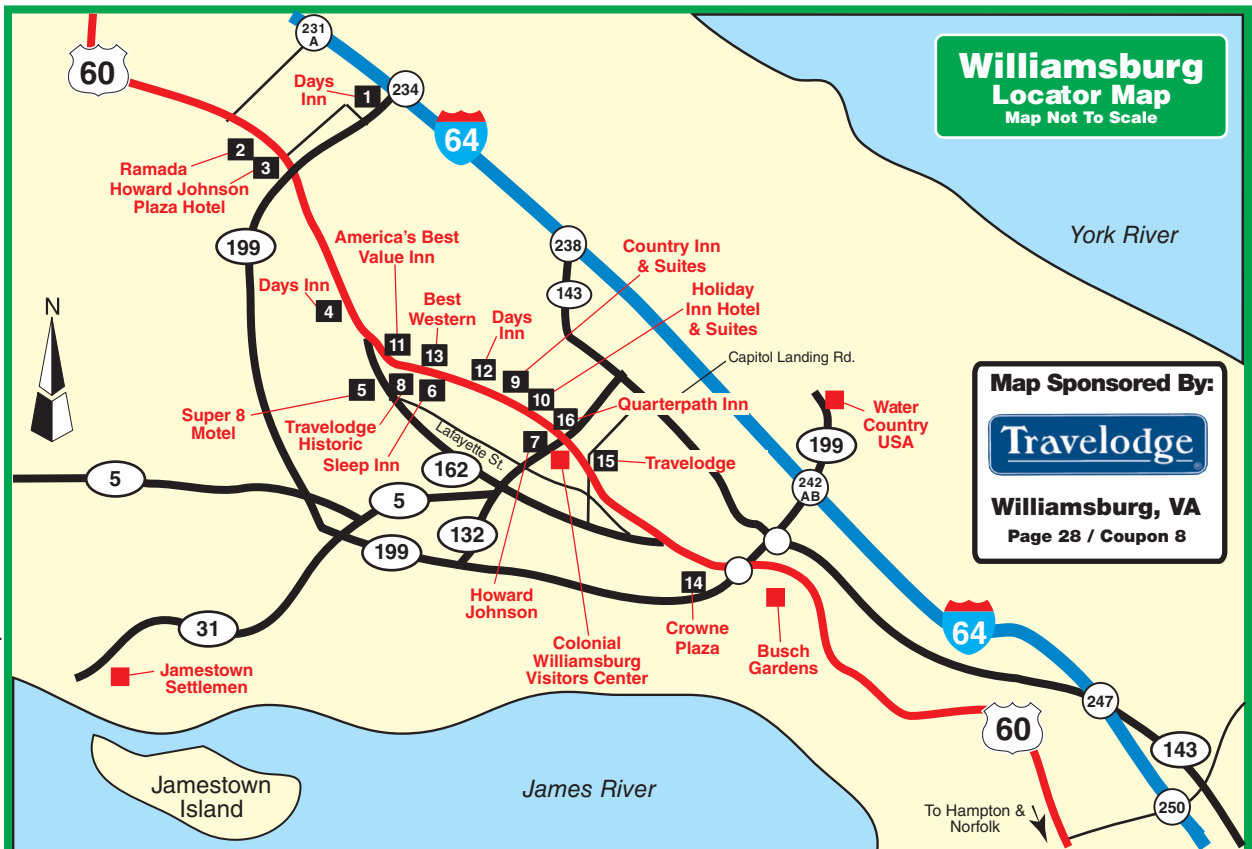 231
A
60
Days
Inn
1
234
64
Williamsburg
Locator Map
Map Not To Scale
2
Ramada
3
Howard Johnson
Plaza Hotel
199
America's Best
Value Inn
238
Country Inn
& Suites
York River
143
N
Days Inn
4
Best
Western
Days
Inn
Holiday
Inn Hotel
& Suites
11
13
12
9
10
16
Capitol Landing Rd.
Quarterpath Inn
5
8
6
Super 8
Motel
Travelodge
Historic
Sleep Inn
Lafayette St.
7
15
Travelodge
Water
Country
USA
199
Map Sponsored By:
Travelodge
®
Williamsburg, VA
Page 28 / Coupon 8
5
162
5
242
AB
132
199
14
Howard
Johnson
Crowne
Plaza
Busch
Gardens
64
31
Colonial
Williamsburg
Visitors Center
Jamestown
Settlemen
247
60
143
Jamestown
Island
James River
To Hampton &
Norfolk
250